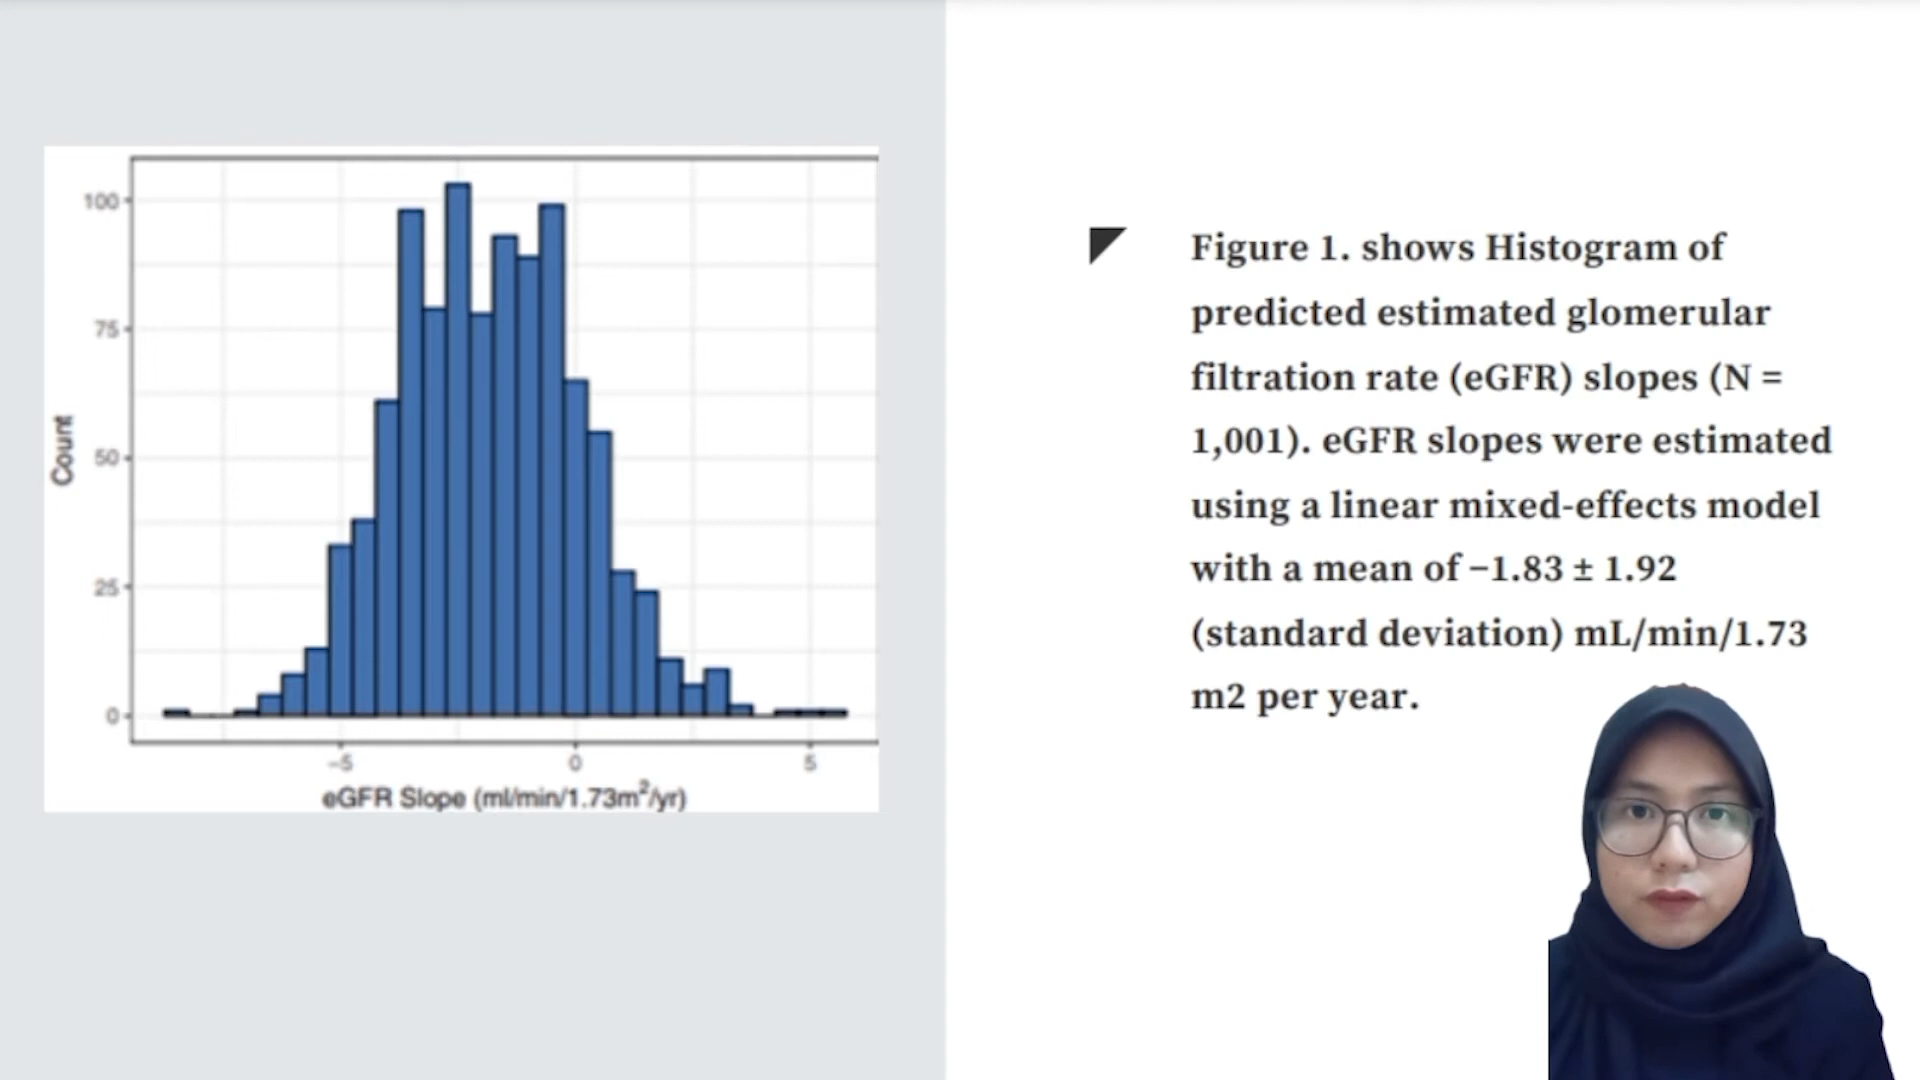 100
75
50
25
0
Count
−5 0 5
eGFR Slope (ml/min/1.73m²/yr)
Figure 1. shows Histogram of
predicted estimated glomerular
filtration rate (eGFR) slopes (N =
1,001). eGFR slopes were estimated
using a linear mixed-effects model
with a mean of −1.83 ± 1.92
(standard deviation) mL/min/1.73
m2 per year.